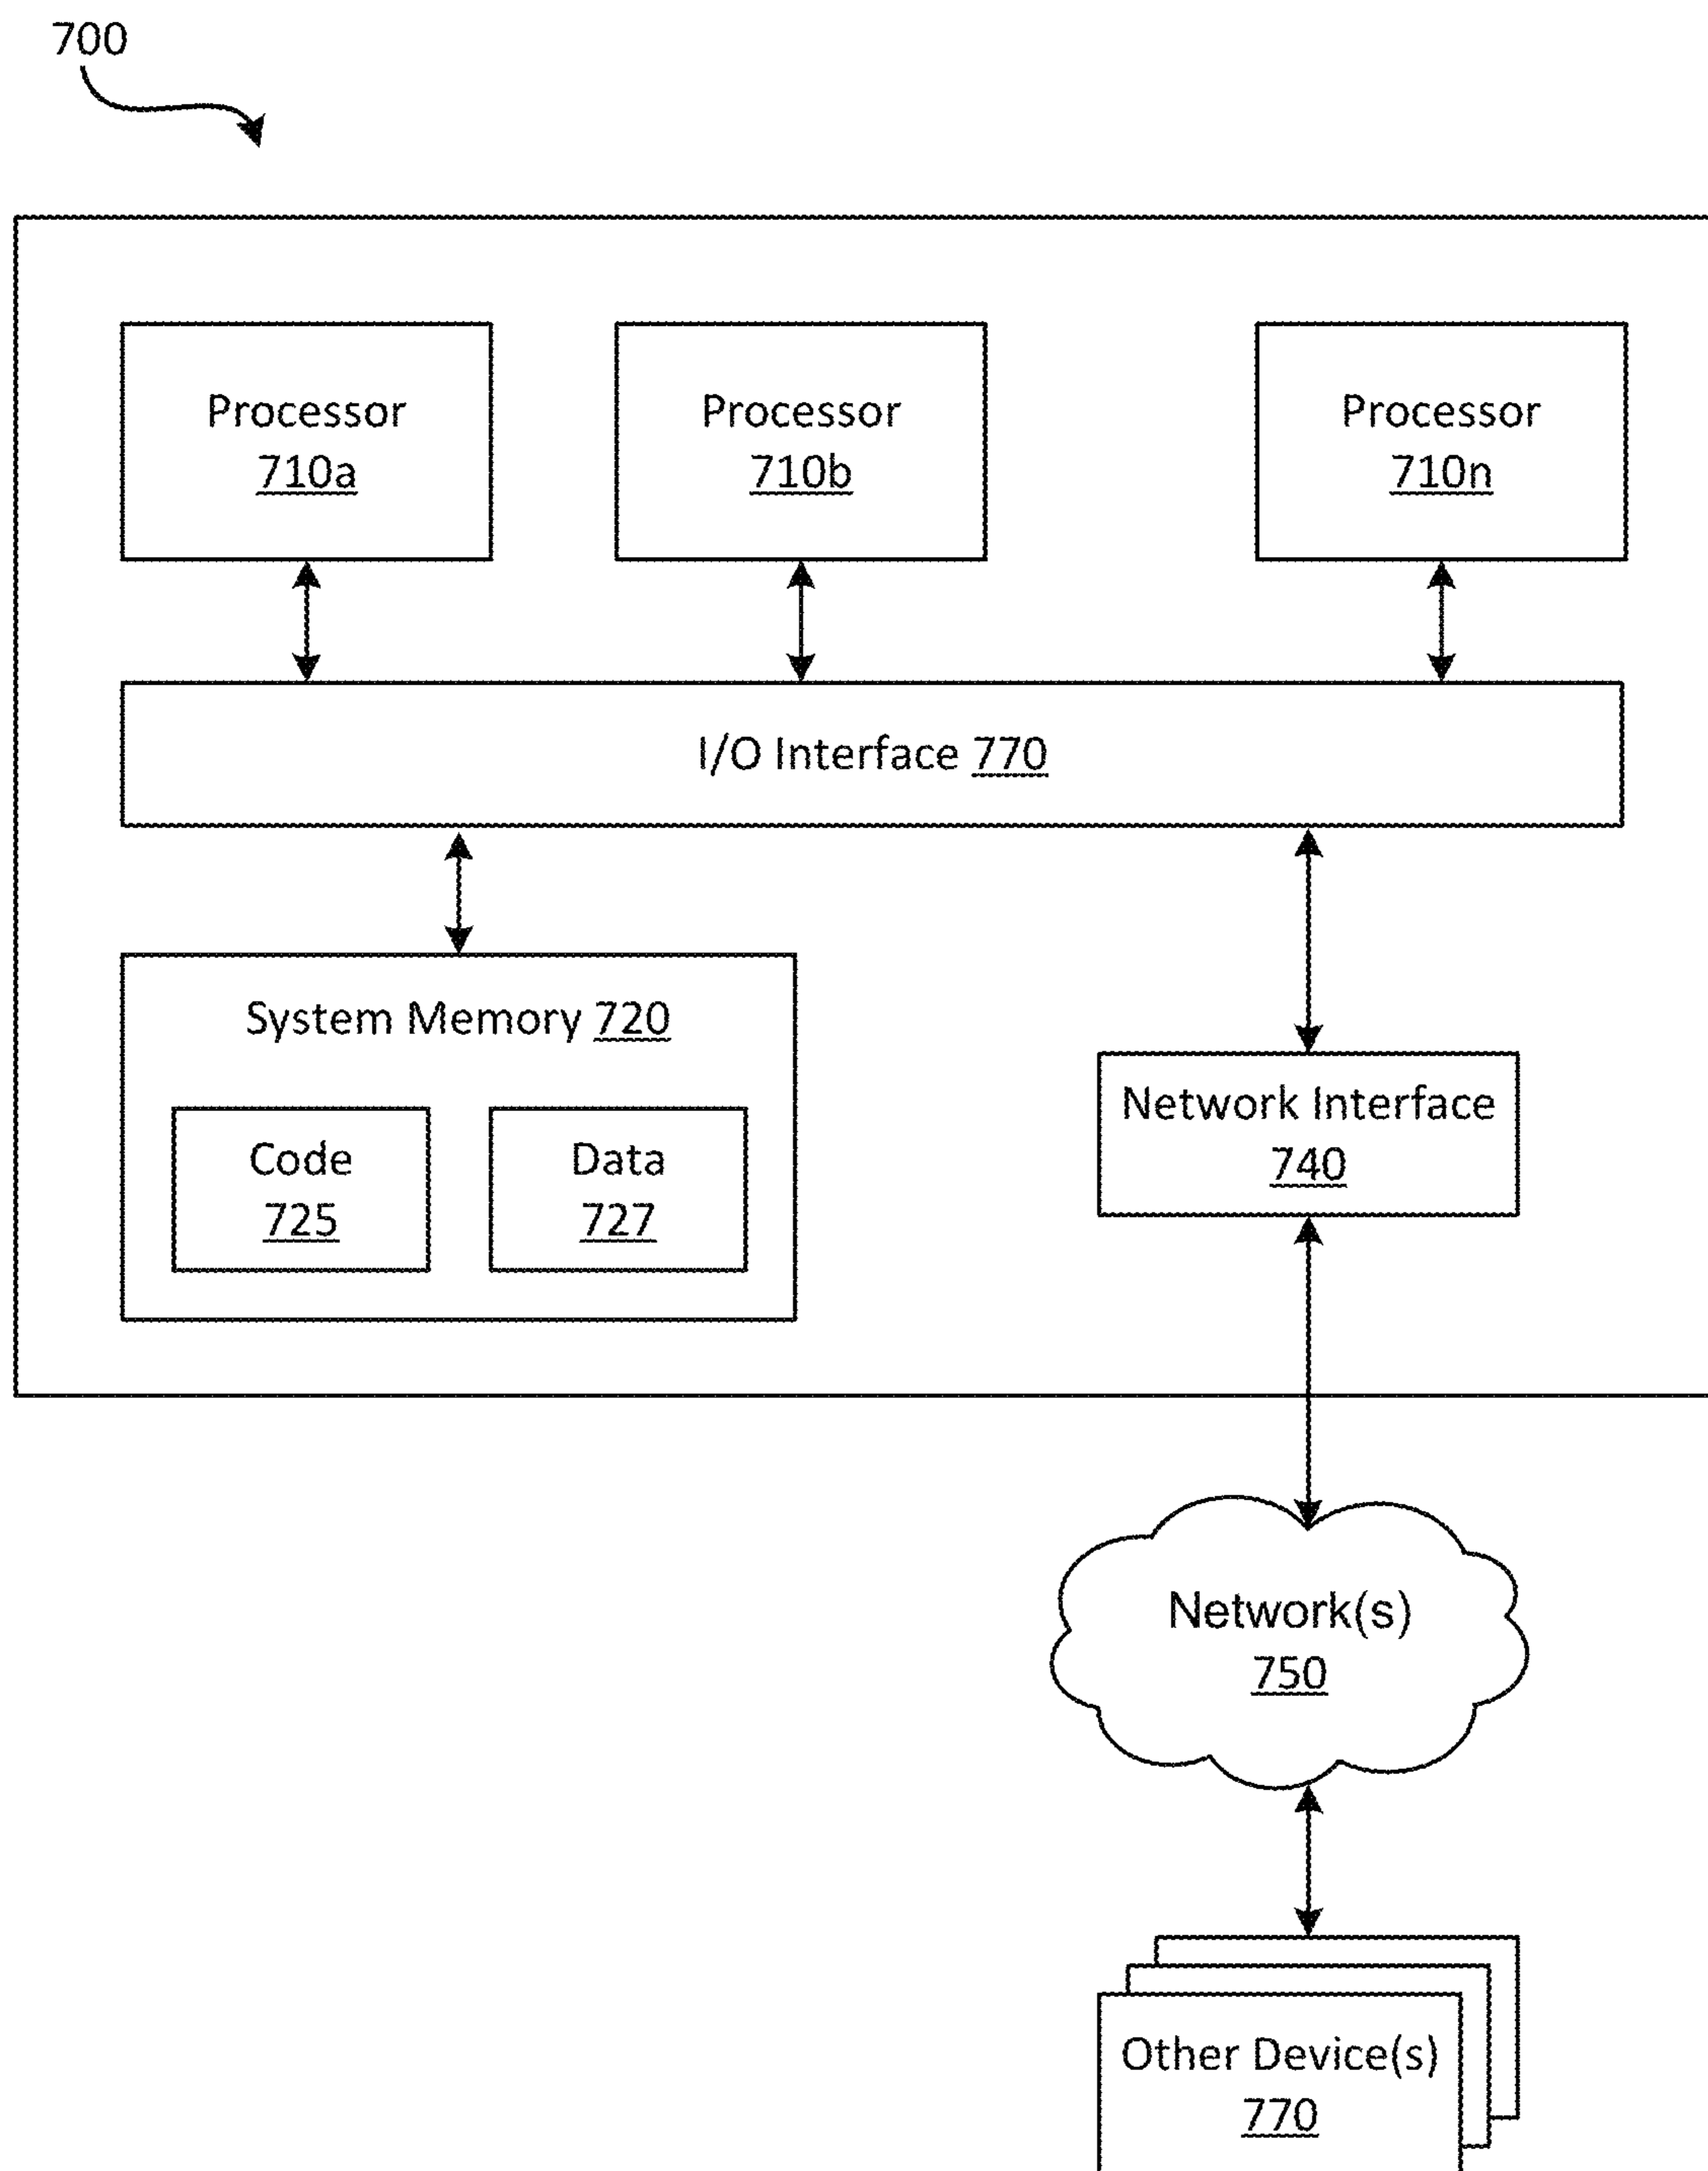 700
Processor
710a
Processor
710b
Processor
710n
I/O Interface 770
System Memory 720
Code
725
Data
727
Network Interface
740
Network(s)
750
Other Device(s)
770